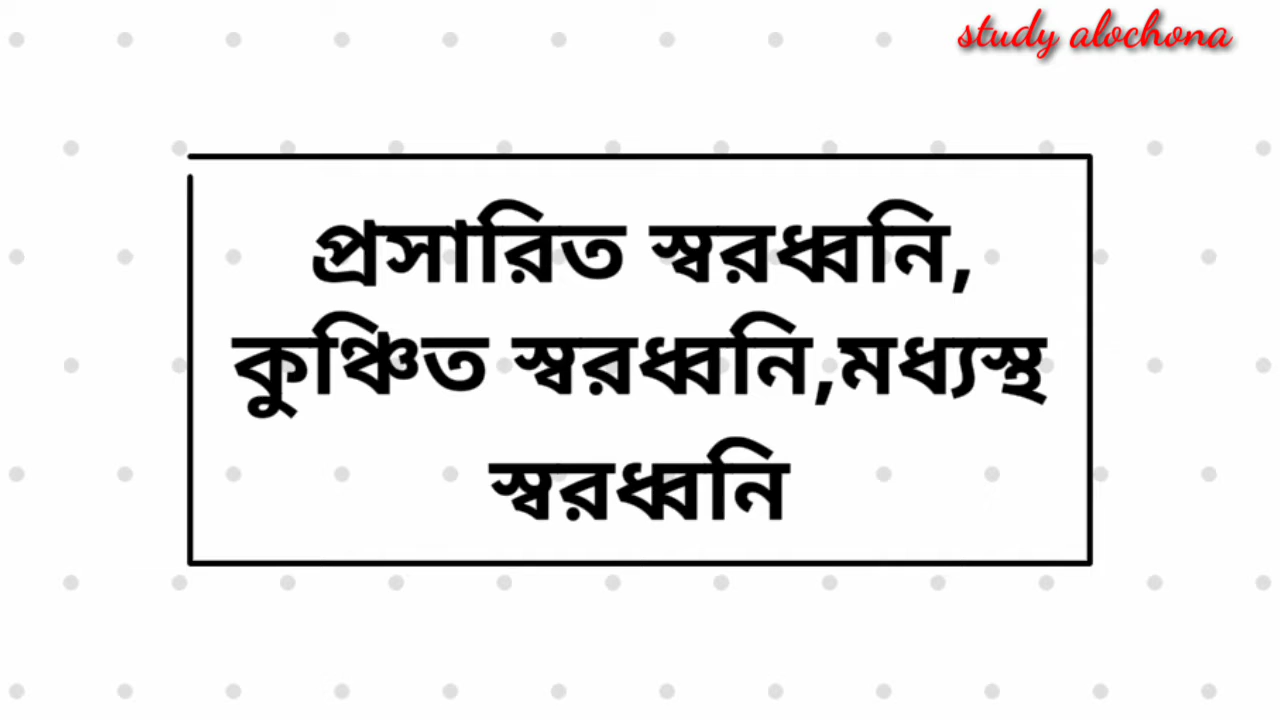 study alochona
প্রসারিত স্বরধ্বনি,
কুঞ্চিত স্বরধ্বনি,মধ্যস্থ
স্বরধ্বনি